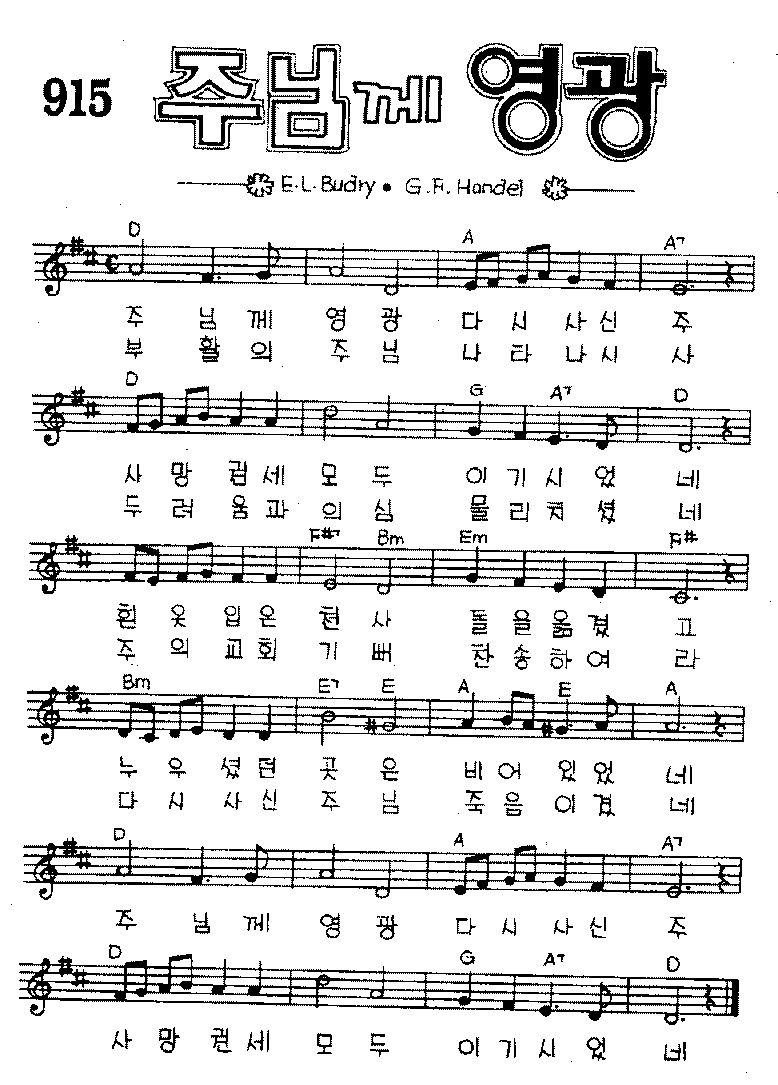 915 주님께 영광
E.L.Budry • G.F.Handel
D A A7
주 님 께 영 광 다 시 사 신 주
부 활 의 주 님 나 타 나 시 사
D G A7 D
사 망 권 세 모 두 이 기 시 었 네
두 려 움 과 의 심 물 리 쳐 셨 네
F#7 Bm Em F#
흰 옷 입 은 천 사 돌 을 옮 겼 고
주 의 교 회 기 뻐 찬 송 하 여 라
Bm E7 E A E A
누 우 셨 던 곳 은 비 어 있 었 네
다 시 사 신 주 님 죽 음 이 겼 네
D A A7
주 님 께 영 광 다 시 사 신 주
D G A7 D
사 망 권 세 모 두 이 기 시 었 네